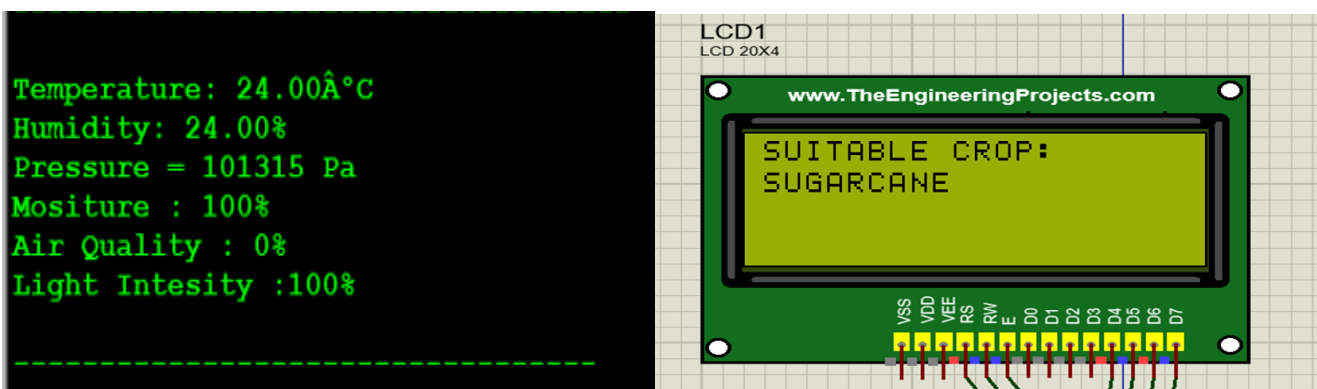 Temperature: 24.00Â°C
Humidity: 24.00%
Pressure = 101315 Pa
Mositure : 100%
Air Quality : 0%
Light Intesity :100%
----------------------------------
LCD1
LCD 20X4
www.TheEngineeringProjects.com
SUITABLE CROP:
SUGARCANE
VSS VDD VEE RS RW E D0 D1 D2 D3 D4 D5 D6 D7